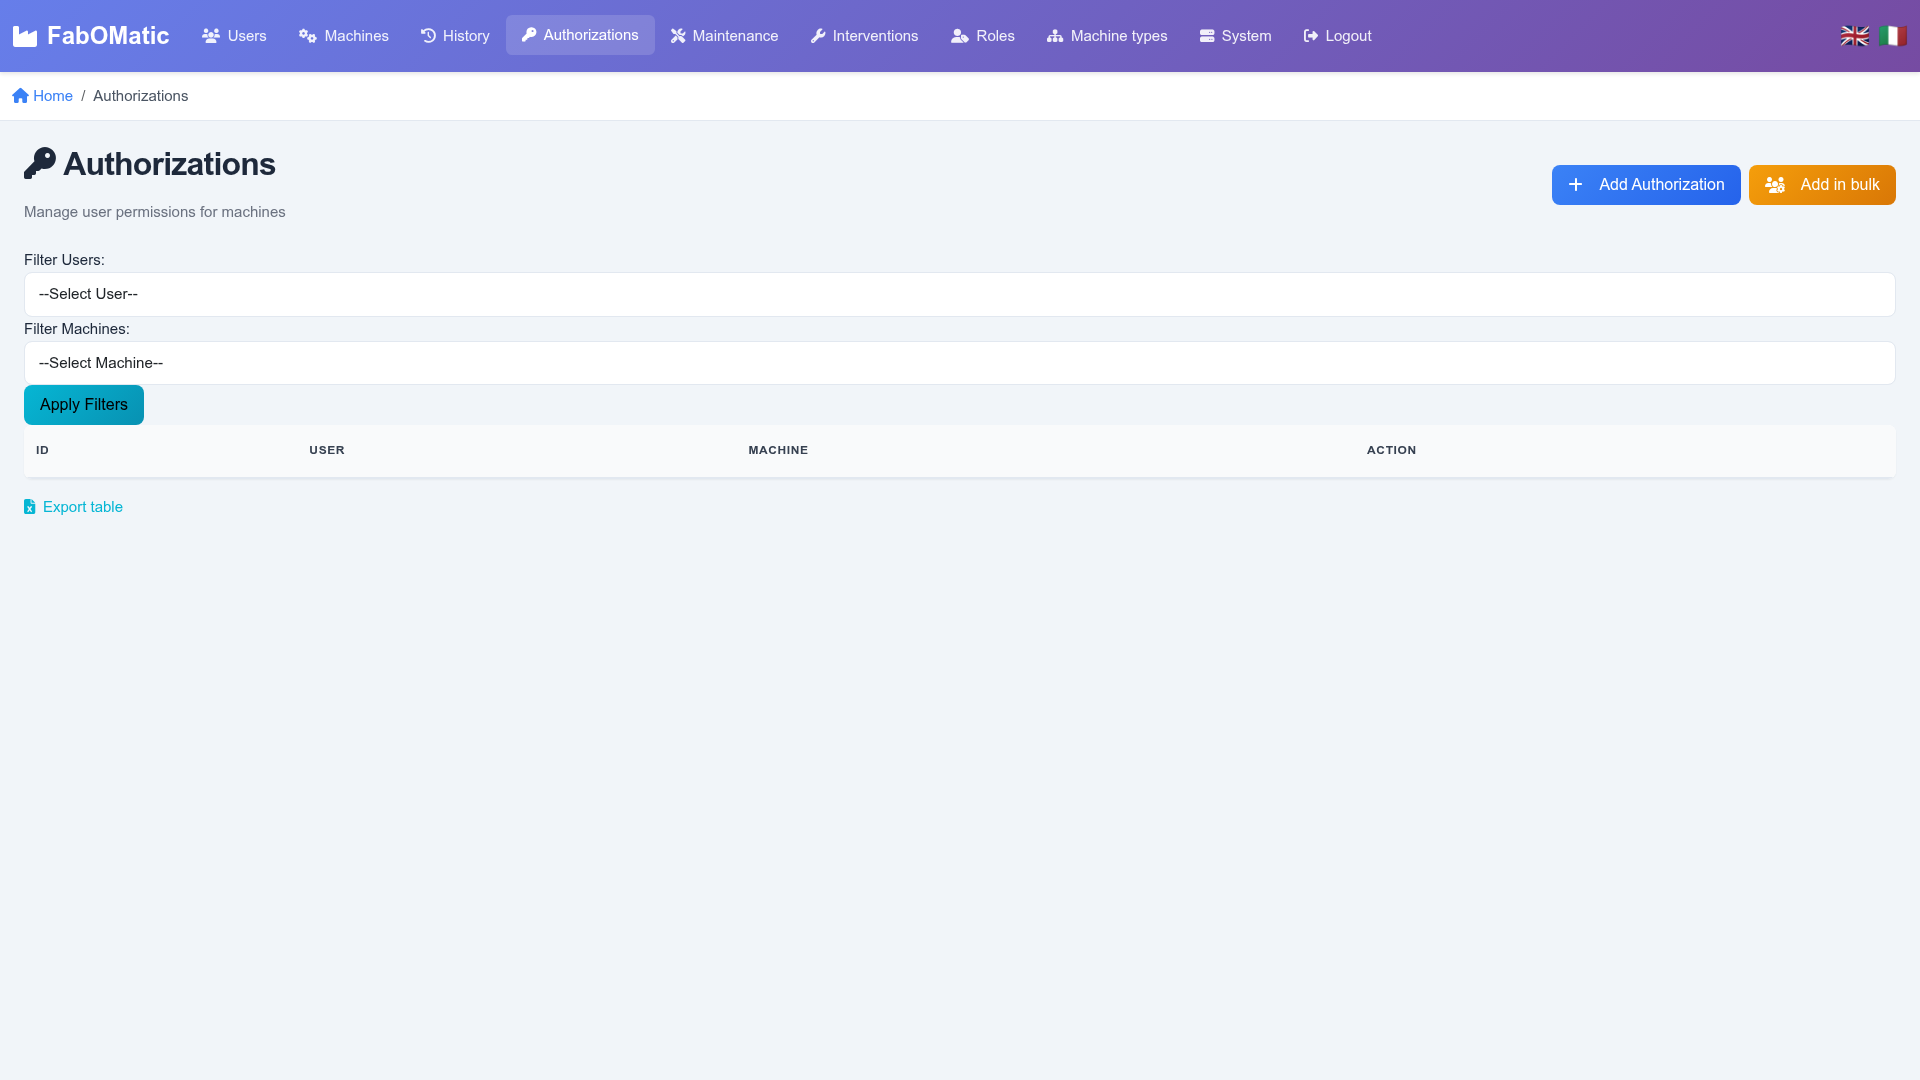 FabOMatic Users Machines History Authorizations Maintenance Interventions Roles Machine types System Logout
Home / Authorizations
Authorizations
Manage user permissions for machines
Add Authorization Add in bulk
Filter Users:
--Select User--
Filter Machines:
--Select Machine--
Apply Filters
ID USER MACHINE ACTION
Export table